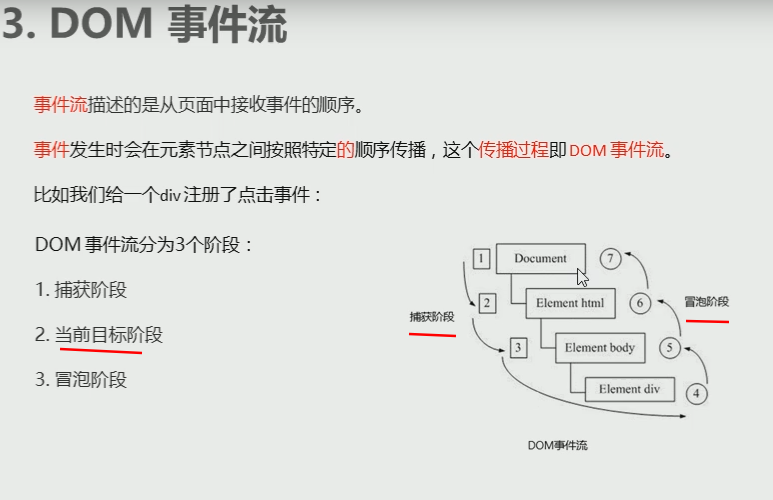 3. DOM 事件流
事件流描述的是从页面中接收事件的顺序。
事件发生时会在元素节点之间按照特定的顺序传播，这个传播过程即DOM 事件流。
比如我们给一个div 注册了点击事件：
DOM 事件流分为3个阶段：
1. 捕获阶段
2. 当前目标阶段
3. 冒泡阶段
1 Document 7
2 Element html 6 冒泡阶段
捕获阶段
3 Element body 5
Element div 4
DOM事件流